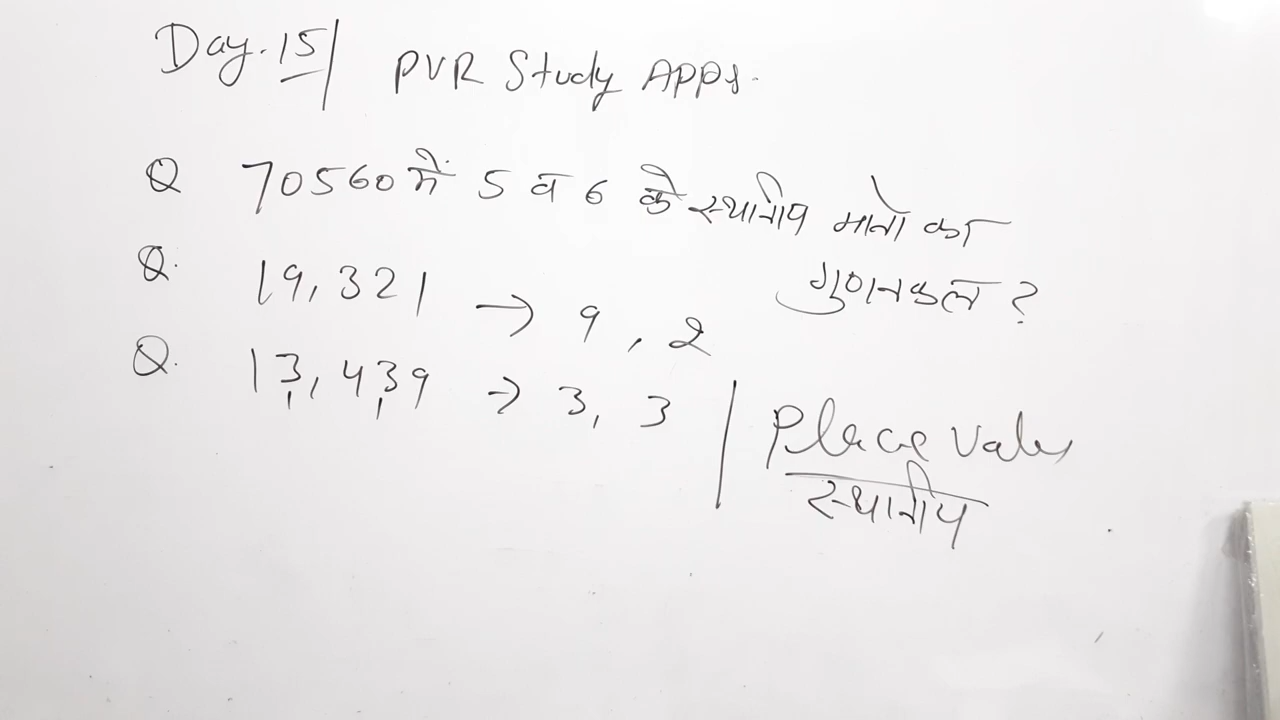 Day. 15 PVR Study Apps.
Q 70560 में 5 व 6 के स्थानीय मानो का
गुणनफल ?
Q. 19,321 → 9, 2
Q. 13,439 → 3, 3
Place Value
स्थानीय